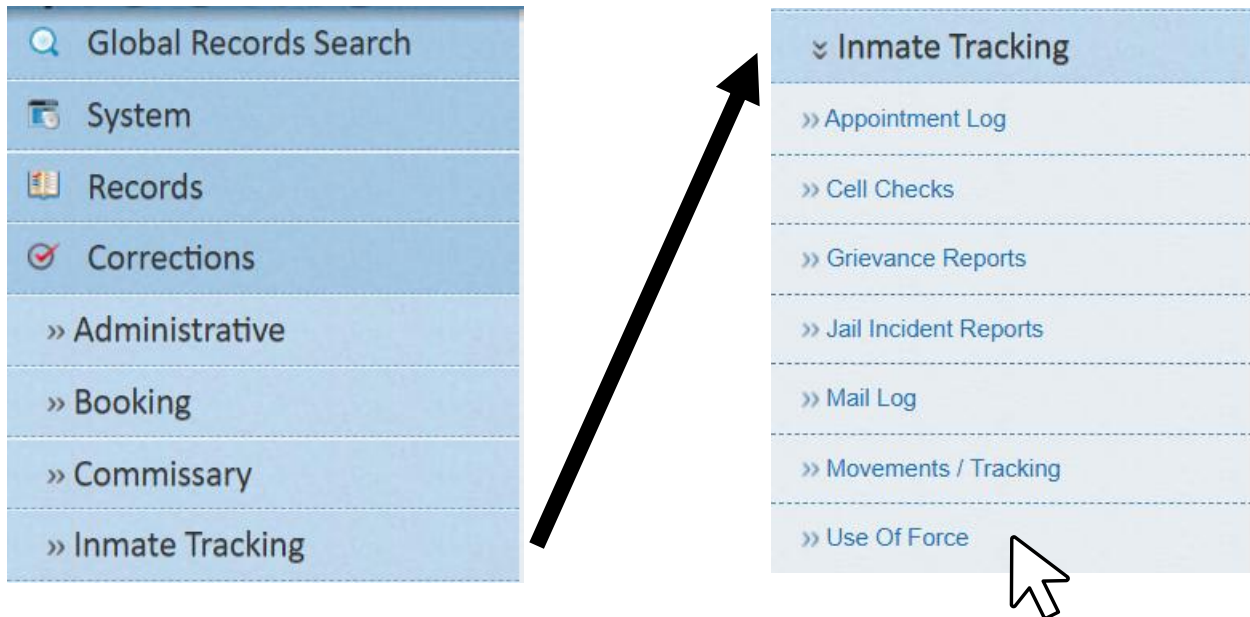 Global Records Search
System
Records
Corrections
» Administrative
» Booking
» Commissary
» Inmate Tracking
Inmate Tracking
» Appointment Log
» Cell Checks
» Grievance Reports
» Jail Incident Reports
» Mail Log
» Movements / Tracking
» Use Of Force